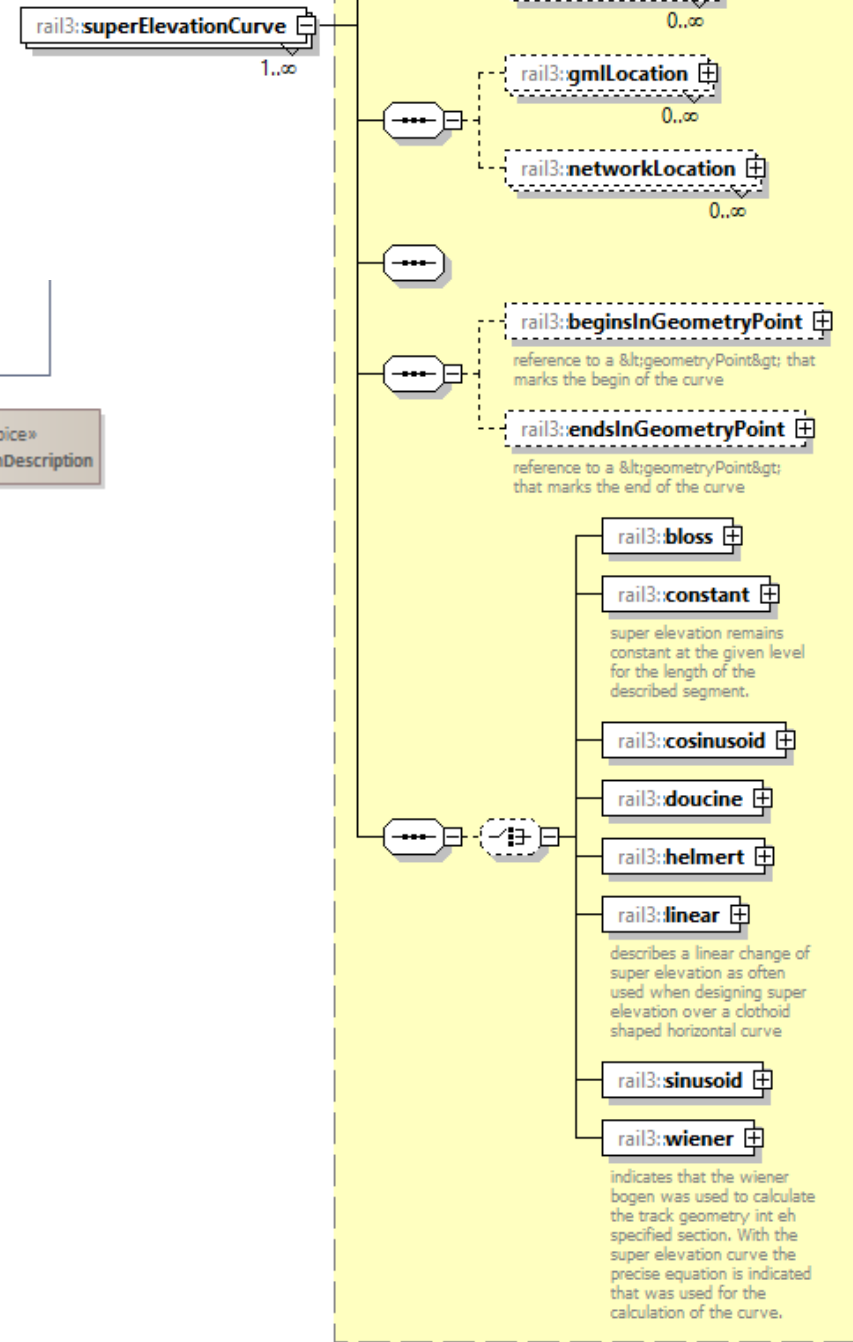 rail3::superElevationCurve
1..∞
0..∞
rail3::gmlLocation
0..∞
rail3::networkLocation
0..∞
rail3::beginsInGeometryPoint
reference to a &lt;geometryPoint&gt; that
marks the begin of the curve
oice»
nDescription
rail3::endsInGeometryPoint
reference to a &lt;geometryPoint&gt;
that marks the end of the curve
rail3::bloss
rail3::constant
super elevation remains
constant at the given level
for the length of the
described segment.
rail3::cosinusoid
rail3::doucine
rail3::helmert
rail3::linear
describes a linear change of
super elevation as often
used when designing super
elevation over a clothoid
shaped horizontal curve
rail3::sinusoid
rail3::wiener
indicates that the wiener
bogen was used to calculate
the track geometry int eh
specified section. With the
super elevation curve the
precise equation is indicated
that was used for the
calculation of the curve.